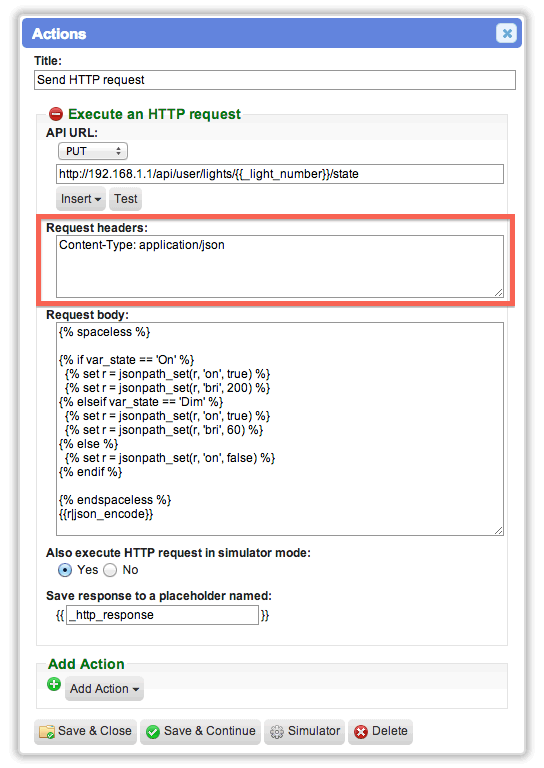 Actions
Title:
Send HTTP request
Execute an HTTP request
API URL:
PUT
http://192.168.1.1/api/user/lights/{{_light_number}}/state
Insert Test
Request headers:
Content-Type: application/json
Request body:
{% spaceless %}
{% if var_state == 'On' %}
{% set r = jsonpath_set(r, 'on', true) %}
{% set r = jsonpath_set(r, 'bri', 200) %}
{% elseif var_state == 'Dim' %}
{% set r = jsonpath_set(r, 'on', true) %}
{% set r = jsonpath_set(r, 'bri', 60) %}
{% else %}
{% set r = jsonpath_set(r, 'on', false) %}
{% endif %}
{% endspaceless %}
{{r|json_encode}}
Also execute HTTP request in simulator mode:
Yes No
Save response to a placeholder named:
{{ _http_response }}
Add Action
Add Action
Save & Close Save & Continue Simulator Delete